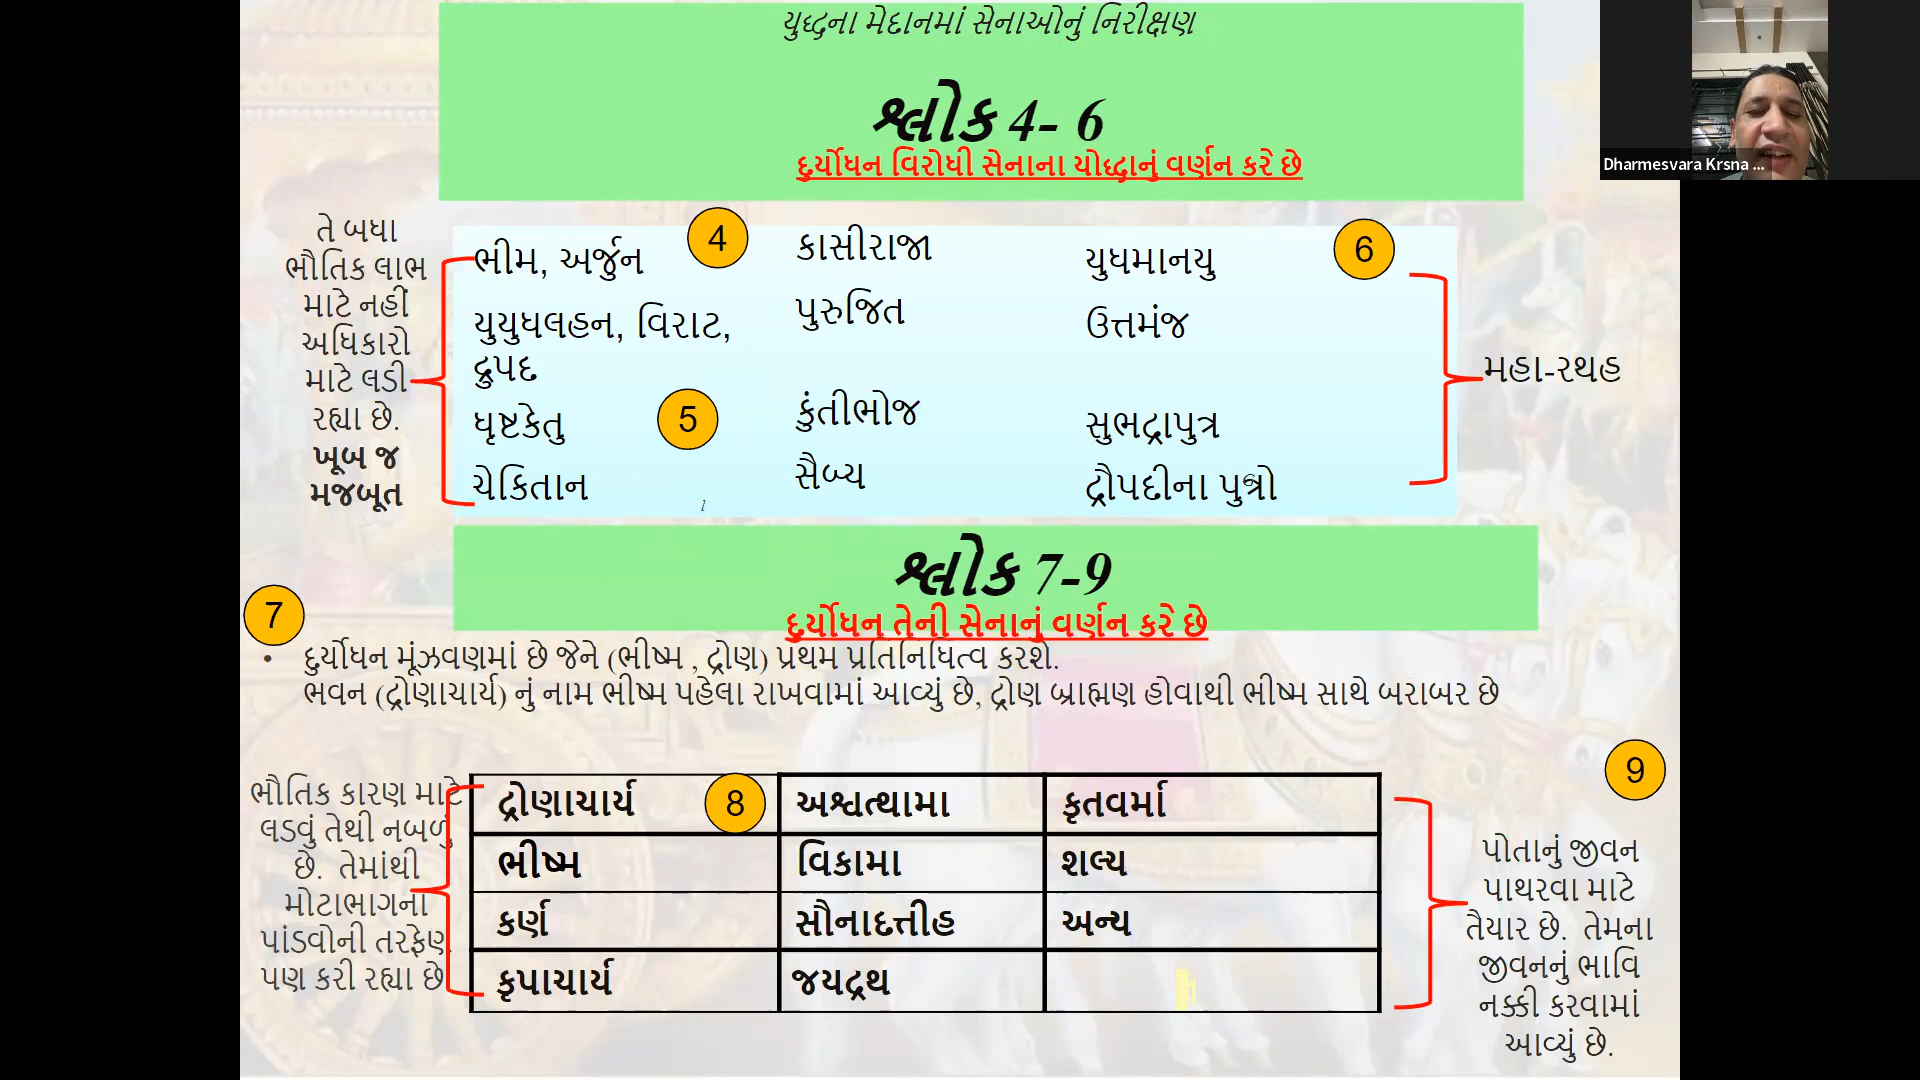 યુદ્ધના મેદાનમાં સેનાઓનું નિરીક્ષણ
શ્લોક 4- 6
દુર્યોધન વિરોધી સેનાના યોદ્ધાનું વર્ણન કરે છે
Dharmesvara Krsna ...
તે બધા
ભૌતિક લાભ
માટે નહીં
અધિકારો
માટે લડી
રહ્યા છે.
ખૂબ જ
મજબૂત
ભીમ, અર્જુન
4
યુયુધલહન, વિરાટ,
દ્રુપદ
ધૃષ્ટકેતુ
5
ચેકિતાન
l
કાસીરાજા
પુરુજિત
કુંતીભોજ
સૈબ્ય
યુધમાનયુ
6
ઉત્તમંજ
સુભદ્રાપુત્ર
દ્રૌપદીના પુત્રો
મહા-રથહ
શ્લોક 7-9
દુર્યોધન તેની સેનાનું વર્ણન કરે છે
7
• દુર્યોધન મૂંઝવણમાં છે જેને (ભીષ્મ , દ્રોણ) પ્રથમ પ્રતિનિધિત્વ કરશે.
ભવન (દ્રોણાચાર્ય) નું નામ ભીષ્મ પહેલા રાખવામાં આવ્યું છે, દ્રોણ બ્રાહ્મણ હોવાથી ભીષ્મ સાથે બરાબર છે
ભૌતિક કારણ માટે
લડવું તેથી નબળું
છે. તેમાંથી
મોટાભાગના
પાંડવોની તરફેણ
પણ કરી રહ્યા છે
દ્રોણાચાર્ય 8 અશ્વત્થામા કૃતવર્મા
ભીષ્મ વિકામા શલ્ય
કર્ણ સૌનાદત્તીહ અન્ય
કૃપાચાર્ય જયદ્રથ
9
પોતાનું જીવન
પાથરવા માટે
તૈયાર છે. તેમના
જીવનનું ભાવિ
નક્કી કરવામાં
આવ્યું છે.